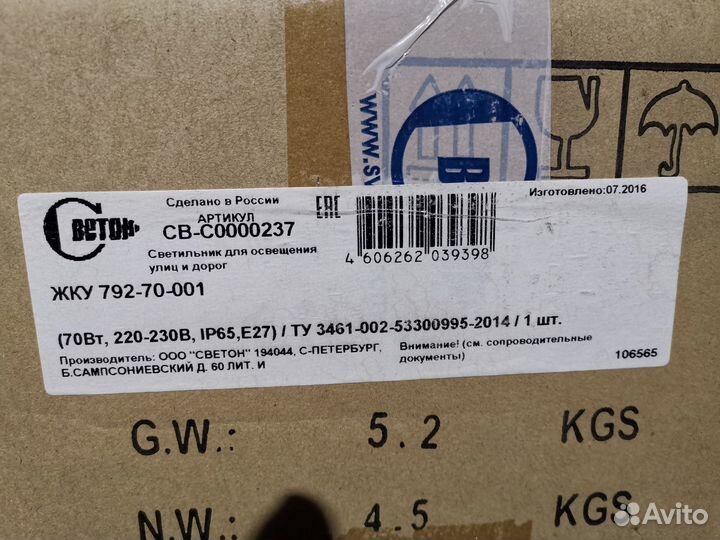 WWW.SV
В
Сделано в России
Изготовлено:07.2016
АРТИКУЛ
СВЕТОН
СВ-С0000237
Светильник для освещения
улиц и дорог
4 606262 039398
ЖКУ 792-70-001
(70Вт, 220-230В, IP65,E27) / ТУ 3461-002-53300995-2014 / 1 шт.
Производитель: ООО "СВЕТОН" 194044, С-ПЕТЕРБУРГ,
Б.САМПСОНИЕВСКИЙ Д. 60 ЛИТ. И
Внимание! (см. сопроводительные
документы)
106565
G.W.: 5.2 KGS
N.W.: 4.5 KGS
Avito